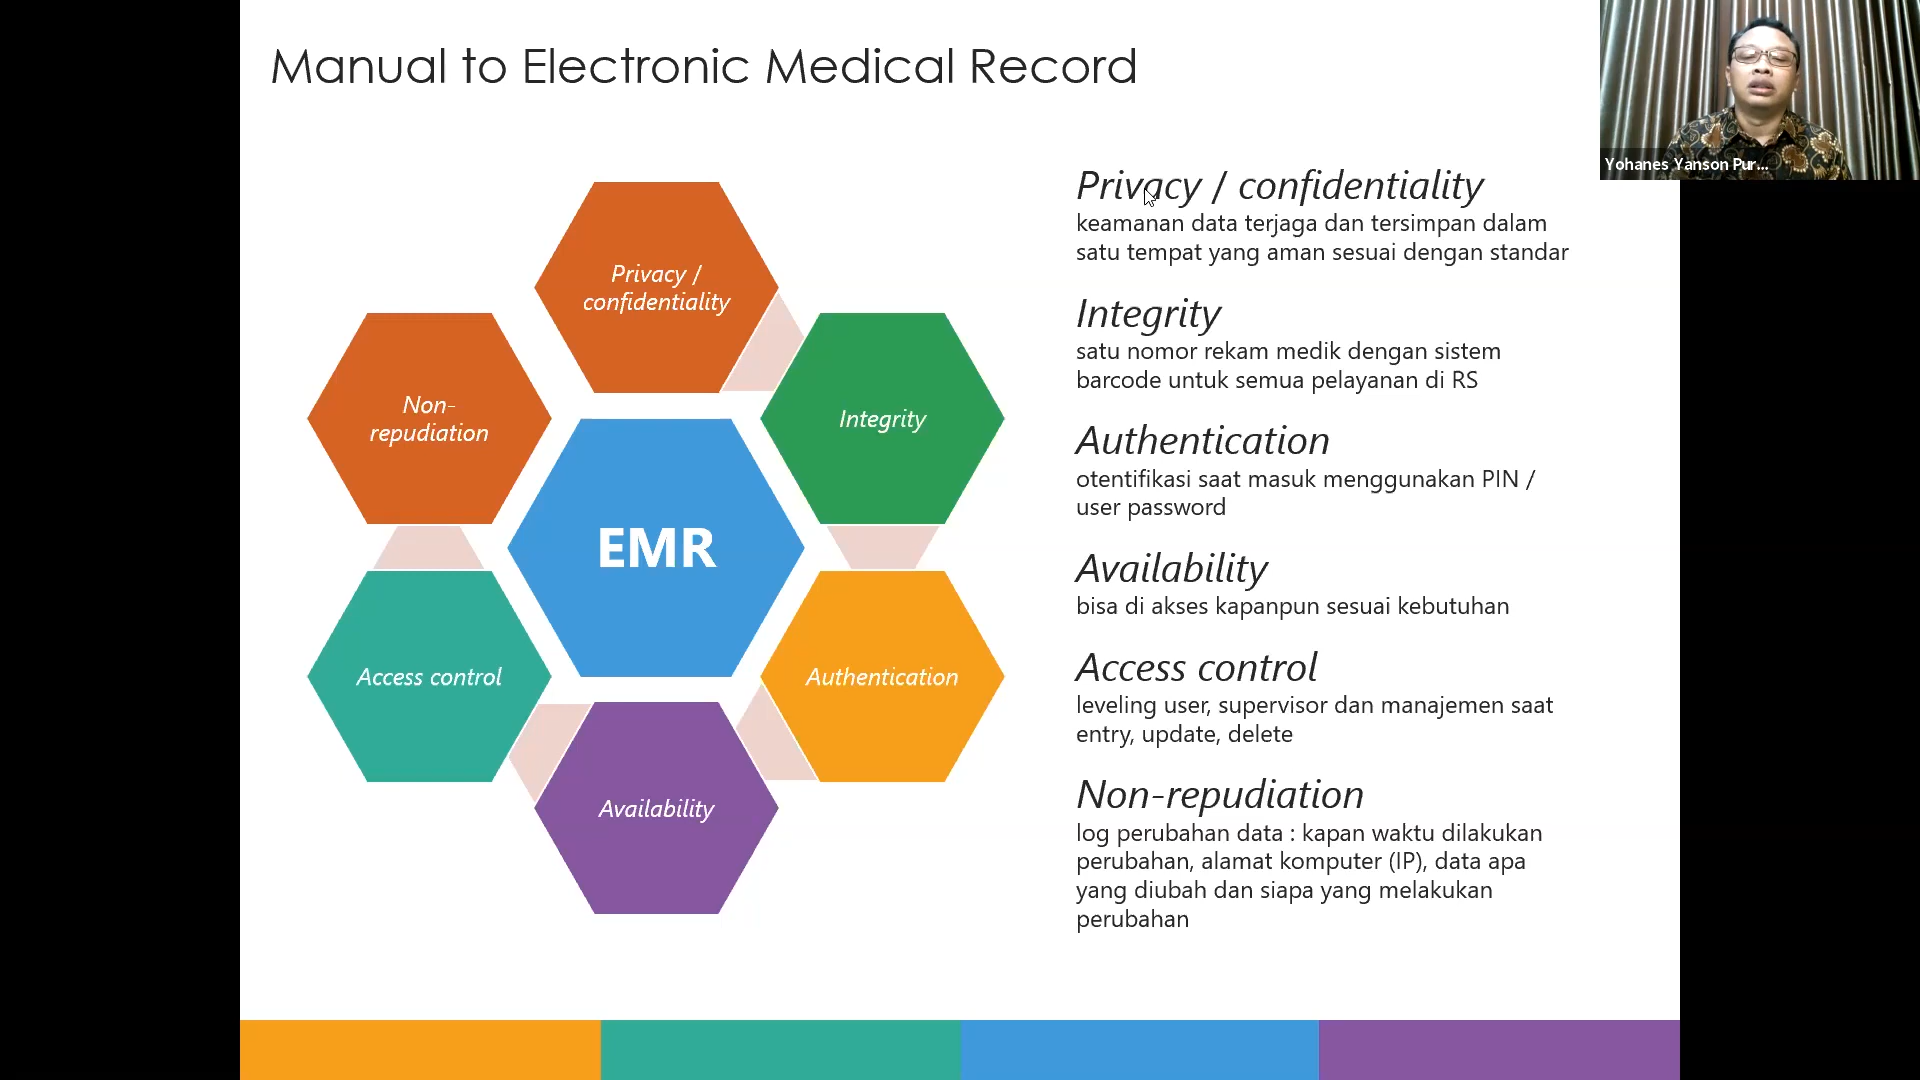 Manual to Electronic Medical Record
Yohanes Yanson Pur...
Privacy /
confidentiality
Integrity
Authentication
Availability
Access control
Non-
repudiation
EMR
Privacy / confidentiality
keamanan data terjaga dan tersimpan dalam
satu tempat yang aman sesuai dengan standar
Integrity
satu nomor rekam medik dengan sistem
barcode untuk semua pelayanan di RS
Authentication
otentifikasi saat masuk menggunakan PIN /
user password
Availability
bisa di akses kapanpun sesuai kebutuhan
Access control
leveling user, supervisor dan manajemen saat
entry, update, delete
Non-repudiation
log perubahan data : kapan waktu dilakukan
perubahan, alamat komputer (IP), data apa
yang diubah dan siapa yang melakukan
perubahan